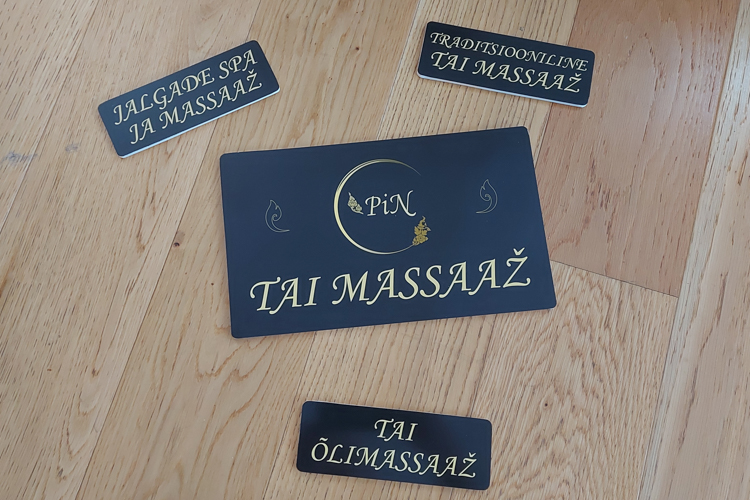 JALGADE SPA
JA MASSAAŽ
TRADITSIOONILINE
TAI MASSAAŽ
PiN
TAI MASSAAŽ
TAI
ÕLIMASSAAŽ